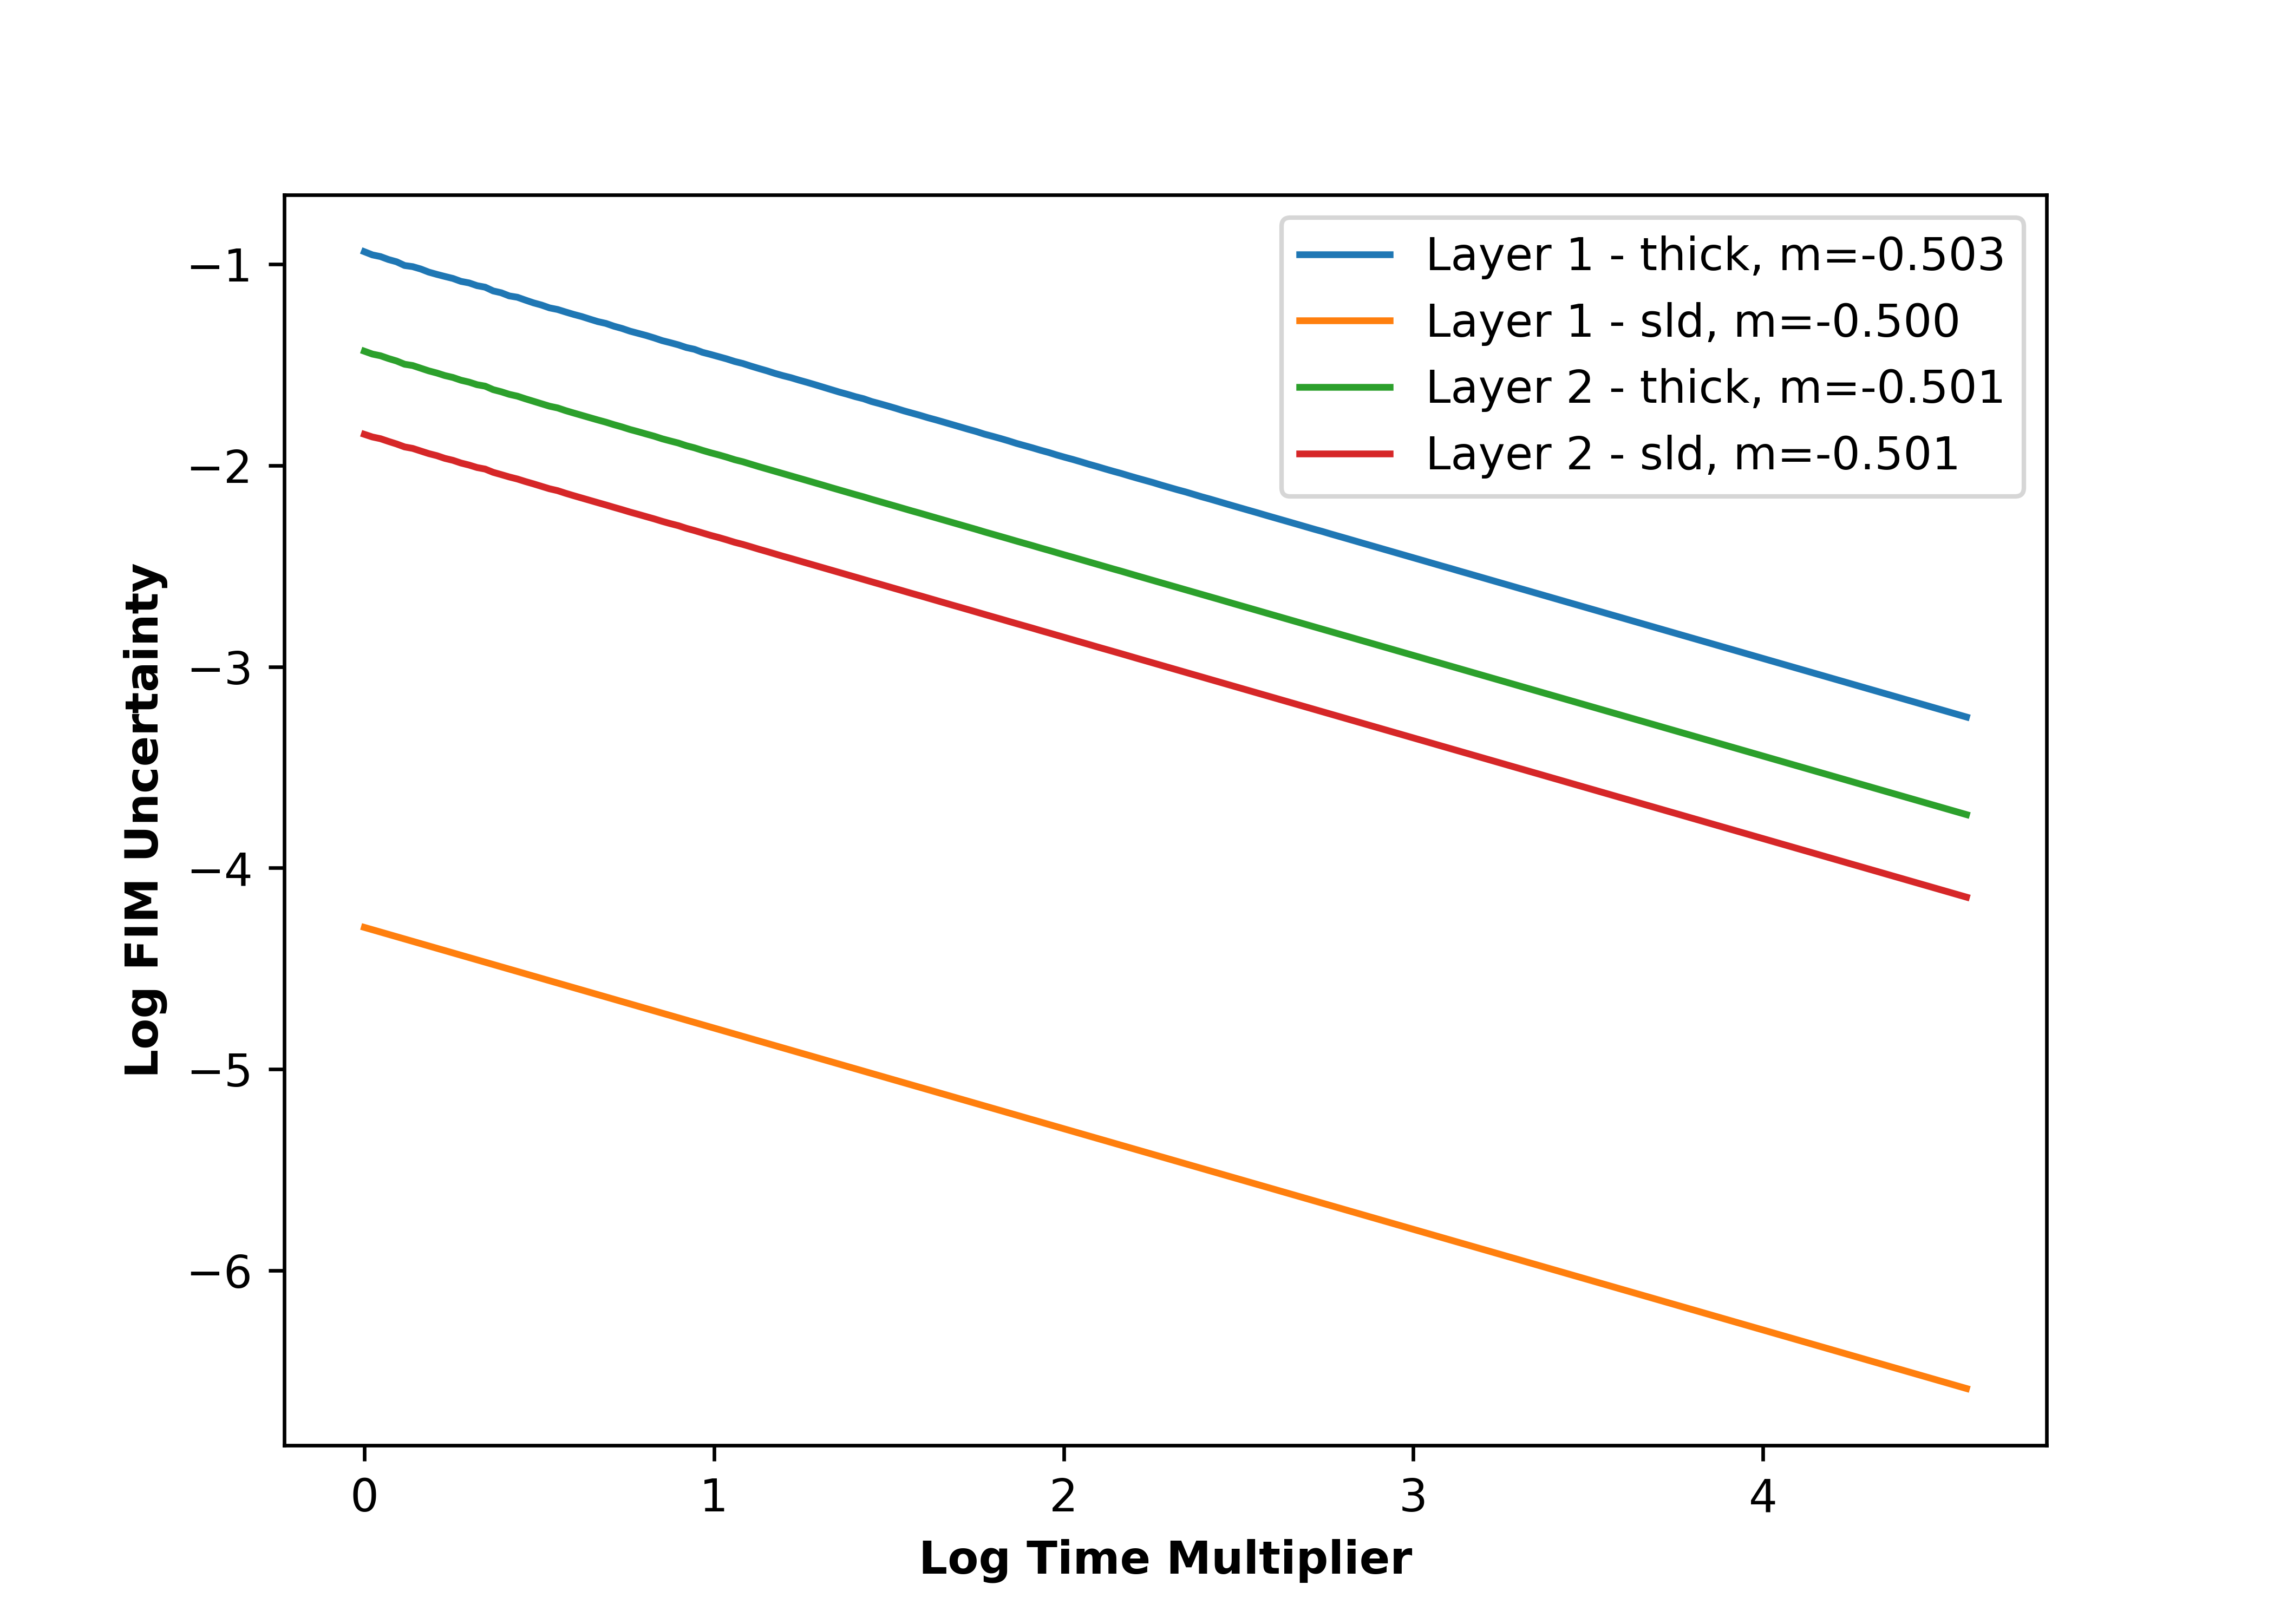 Layer 1 - thick, m=-0.503
Layer 1 - sld, m=-0.500
Layer 2 - thick, m=-0.501
Layer 2 - sld, m=-0.501
Log FIM Uncertainty
−1
−2
−3
−4
−5
−6
0 1 2 3 4
Log Time Multiplier